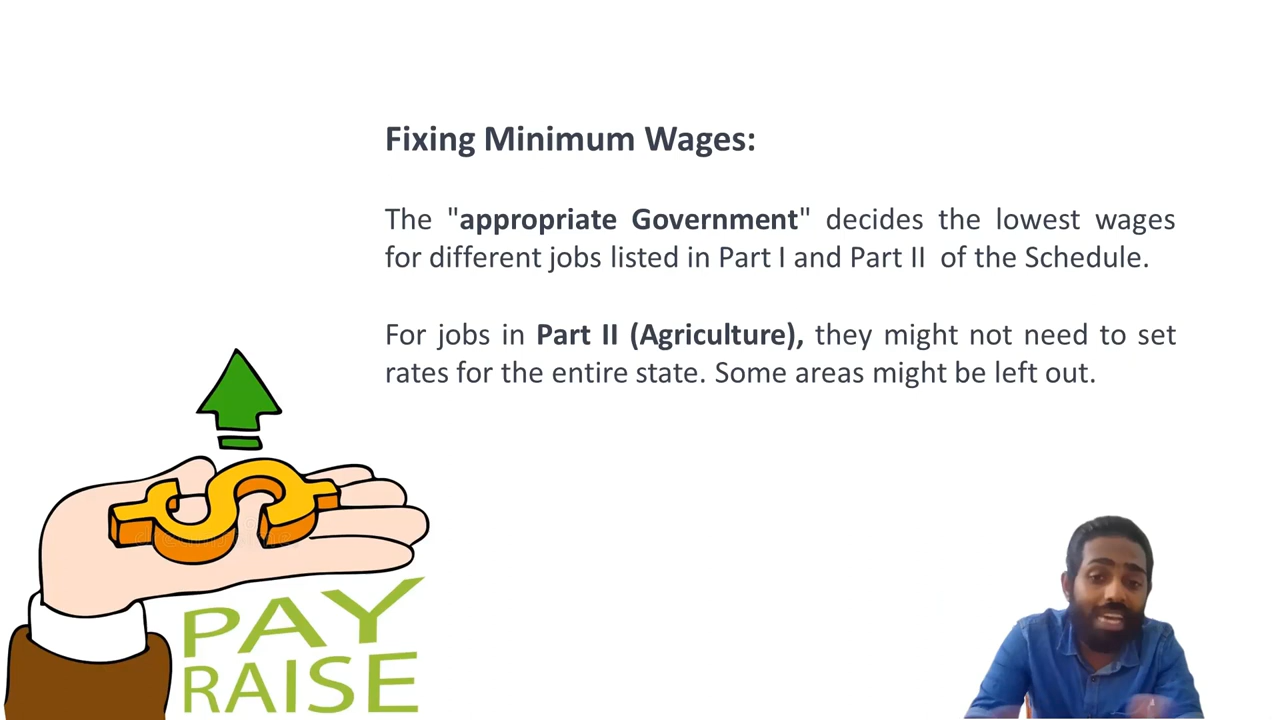 Fixing Minimum Wages:
The "appropriate Government" decides the lowest wages
for different jobs listed in Part I and Part II of the Schedule.
For jobs in Part II (Agriculture), they might not need to set
rates for the entire state. Some areas might be left out.
PAY
RAISE